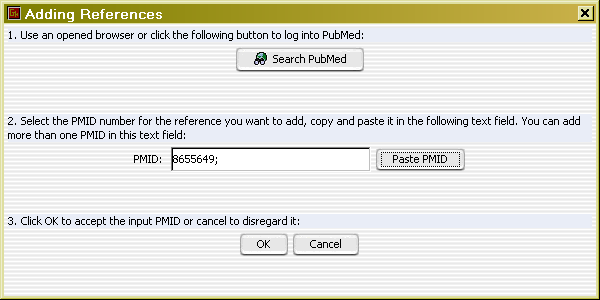 Adding References
1. Use an opened browser or click the following button to log into PubMed:
Search PubMed
2. Select the PMID number for the reference you want to add, copy and paste it in the following text field. You can add
more than one PMID in this text field:
PMID: 8655649; Paste PMID
3. Click OK to accept the input PMID or cancel to disregard it:
OK Cancel